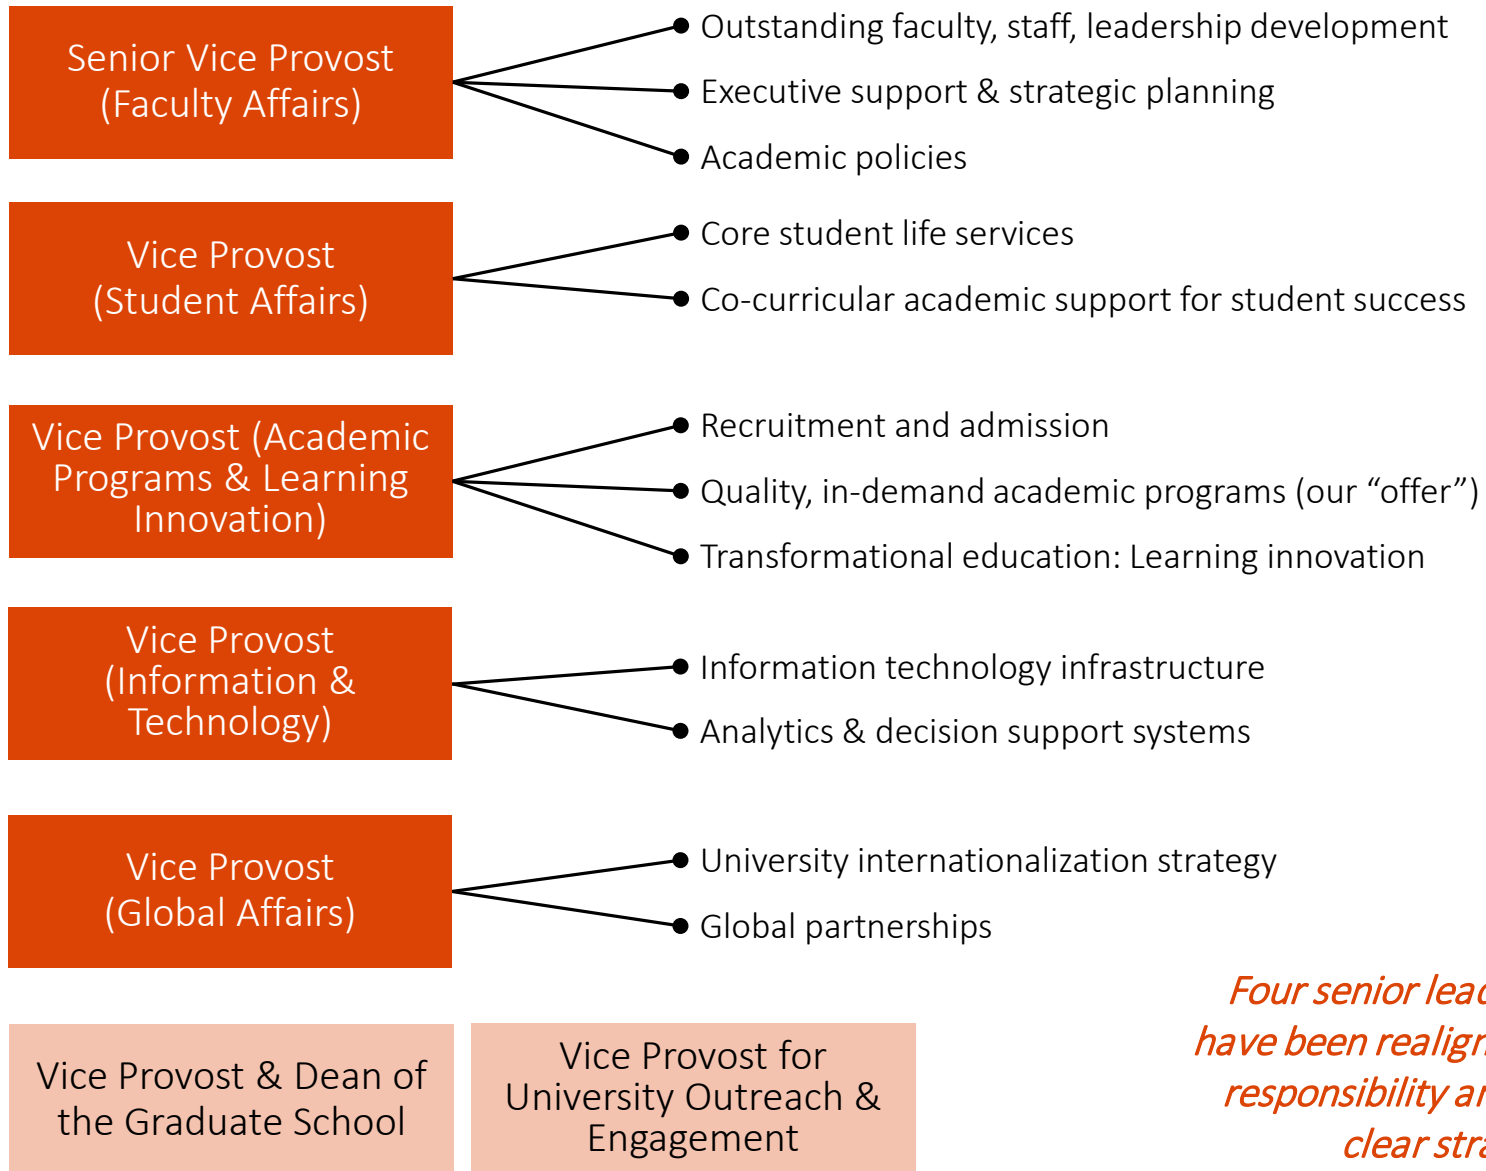 Senior Vice Provost
(Faculty Affairs)
Outstanding faculty, staff, leadership development
Executive support & strategic planning
Academic policies
Vice Provost
(Student Affairs)
Core student life services
Co-curricular academic support for student success
Vice Provost (Academic
Programs & Learning
Innovation)
Recruitment and admission
Quality, in-demand academic programs (our “offer”)
Transformational education: Learning innovation
Vice Provost
(Information &
Technology)
Information technology infrastructure
Analytics & decision support systems
Vice Provost
(Global Affairs)
University internationalization strategy
Global partnerships
Vice Provost & Dean of
the Graduate School
Vice Provost for
University Outreach &
Engagement
Four senior
have been
responsibility
clear